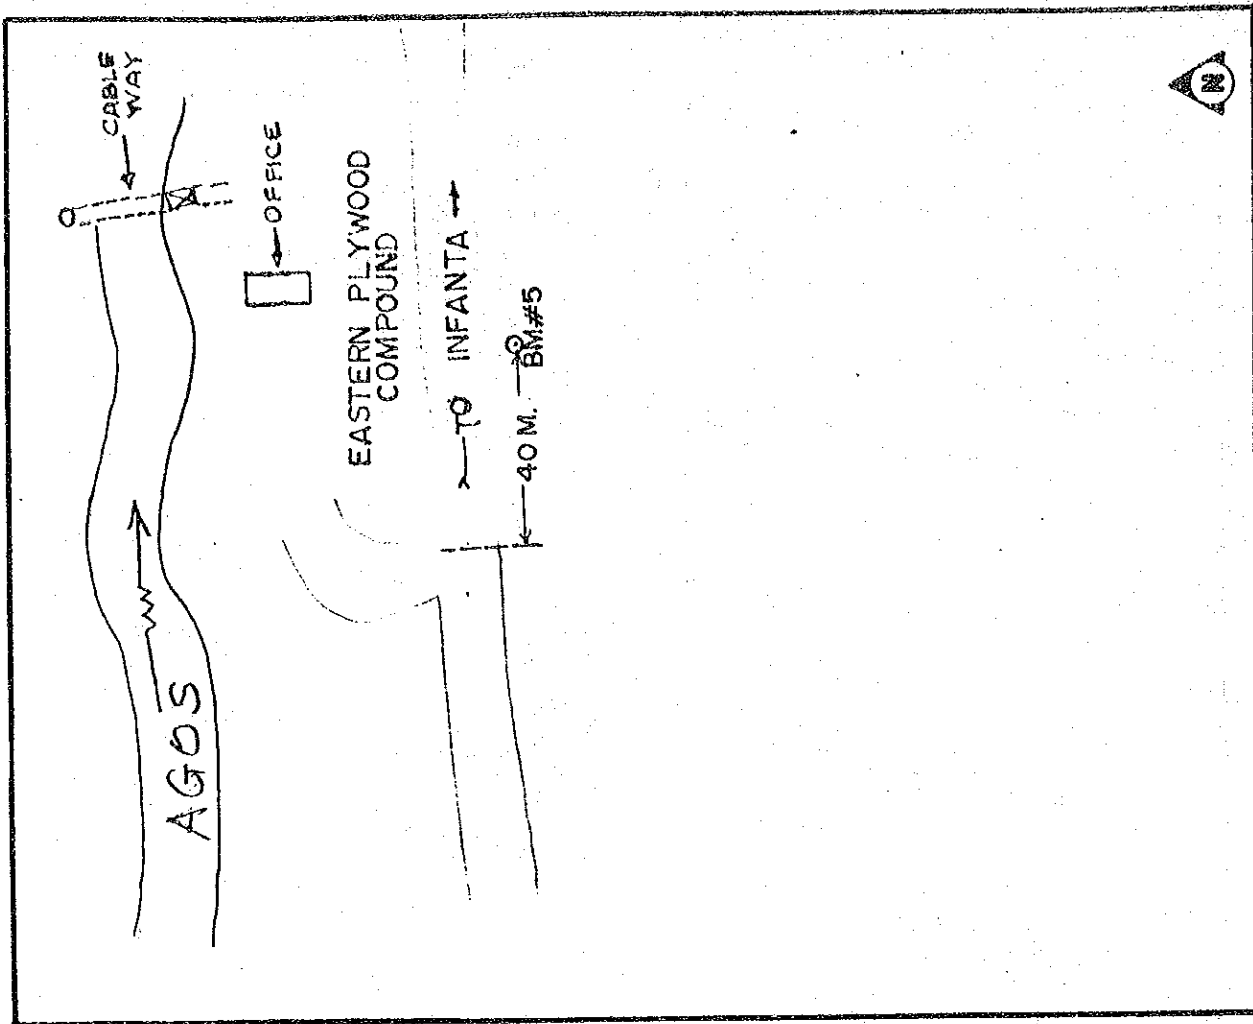 CABLE
WAY
OFFICE
EASTERN PLYWOOD
COMPOUND
TO INFANTA
40 M.
BM#5
AGOS
N